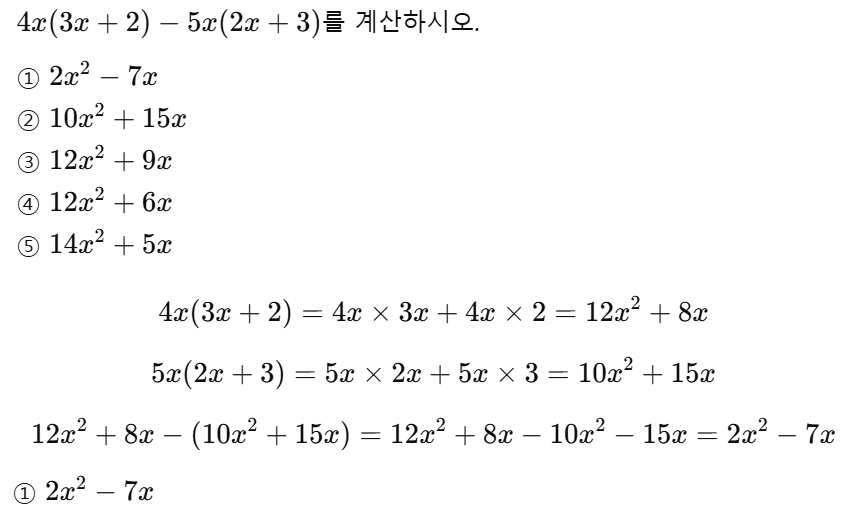 4x(3x + 2) − 5x(2x + 3)를 계산하시오.
① 2x² − 7x
② 10x² + 15x
③ 12x² + 9x
④ 12x² + 6x
⑤ 14x² + 5x
4x(3x + 2) = 4x × 3x + 4x × 2 = 12x² + 8x
5x(2x + 3) = 5x × 2x + 5x × 3 = 10x² + 15x
12x² + 8x − (10x² + 15x) = 12x² + 8x − 10x² − 15x = 2x² − 7x
① 2x² − 7x